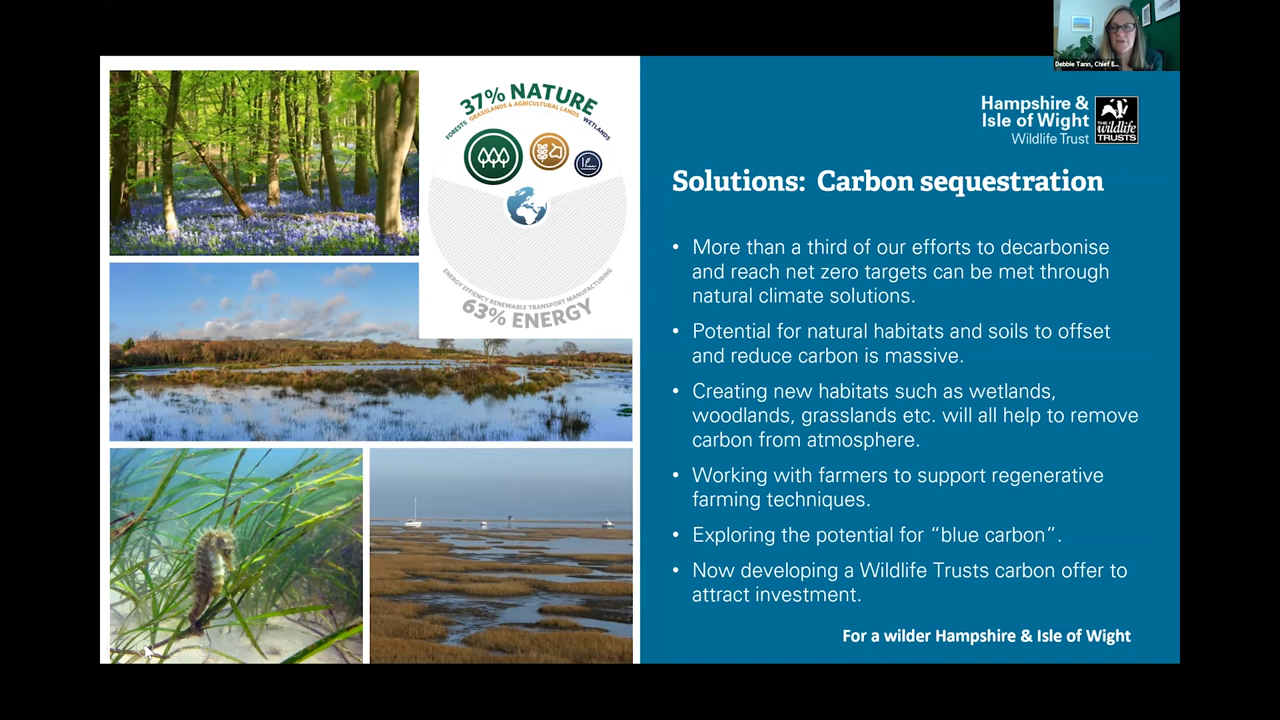 Debbie Tann, Chief E...
37% NATURE
GRASSLANDS & AGRICULTURAL LANDS
FORESTS
WETLANDS
ENERGY EFFIENCY RENEWABLE TRANSPORT MANUFACTURING
63% ENERGY
Hampshire &
Isle of Wight
Wildlife Trust
THE
wildlife
TRUSTS
Solutions: Carbon sequestration
• More than a third of our efforts to decarbonise
and reach net zero targets can be met through
natural climate solutions.
• Potential for natural habitats and soils to offset
and reduce carbon is massive.
• Creating new habitats such as wetlands,
woodlands, grasslands etc. will all help to remove
carbon from atmosphere.
• Working with farmers to support regenerative
farming techniques.
• Exploring the potential for “blue carbon”.
• Now developing a Wildlife Trusts carbon offer to
attract investment.
For a wilder Hampshire & Isle of Wight